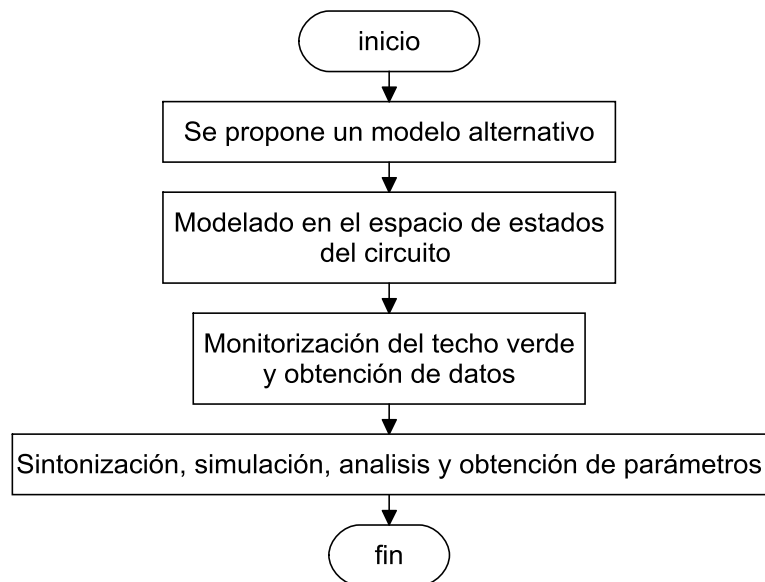 inicio
Se propone un modelo alternativo
Modelado en el espacio de estados
del circuito
Monitorización del techo verde
y obtención de datos
Sintonización, simulación, analisis y obtención de parámetros
fin